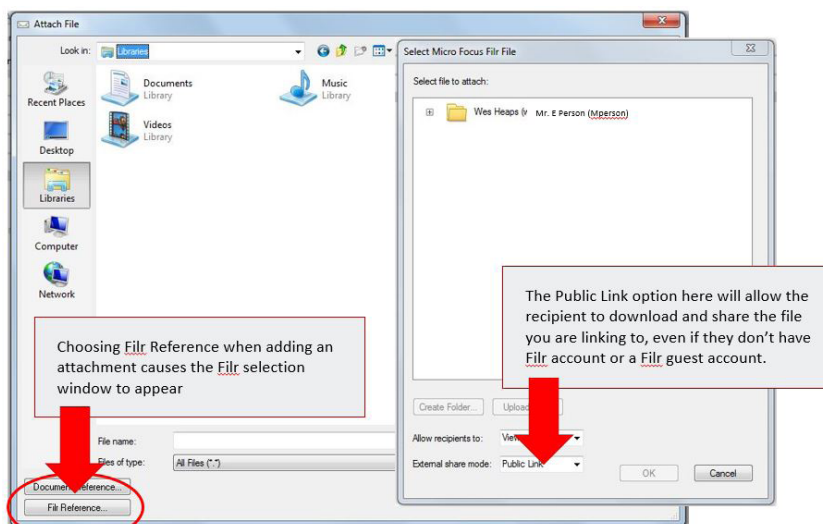 Attach File
Look in:
Libraries
Recent Places
Desktop
Libraries
Computer
Network
Documents
Library
Music
Library
Videos
Library
Select Micro Focus Filr File
Select file to attach:
Wes Heaps (v Mr. E Person (Mperson)
The Public Link option here will allow the
recipient to download and share the file
you are linking to, even if they don't have
Filr account or a Filr guest account.
Choosing Filr Reference when adding an
attachment causes the Filr selection
window to appear
Create Folder...
Allow recipients to:
External share mode:
Public Link
OK
Cancel
File name:
Files of type:
All Files (*.*)
Filr Reference...